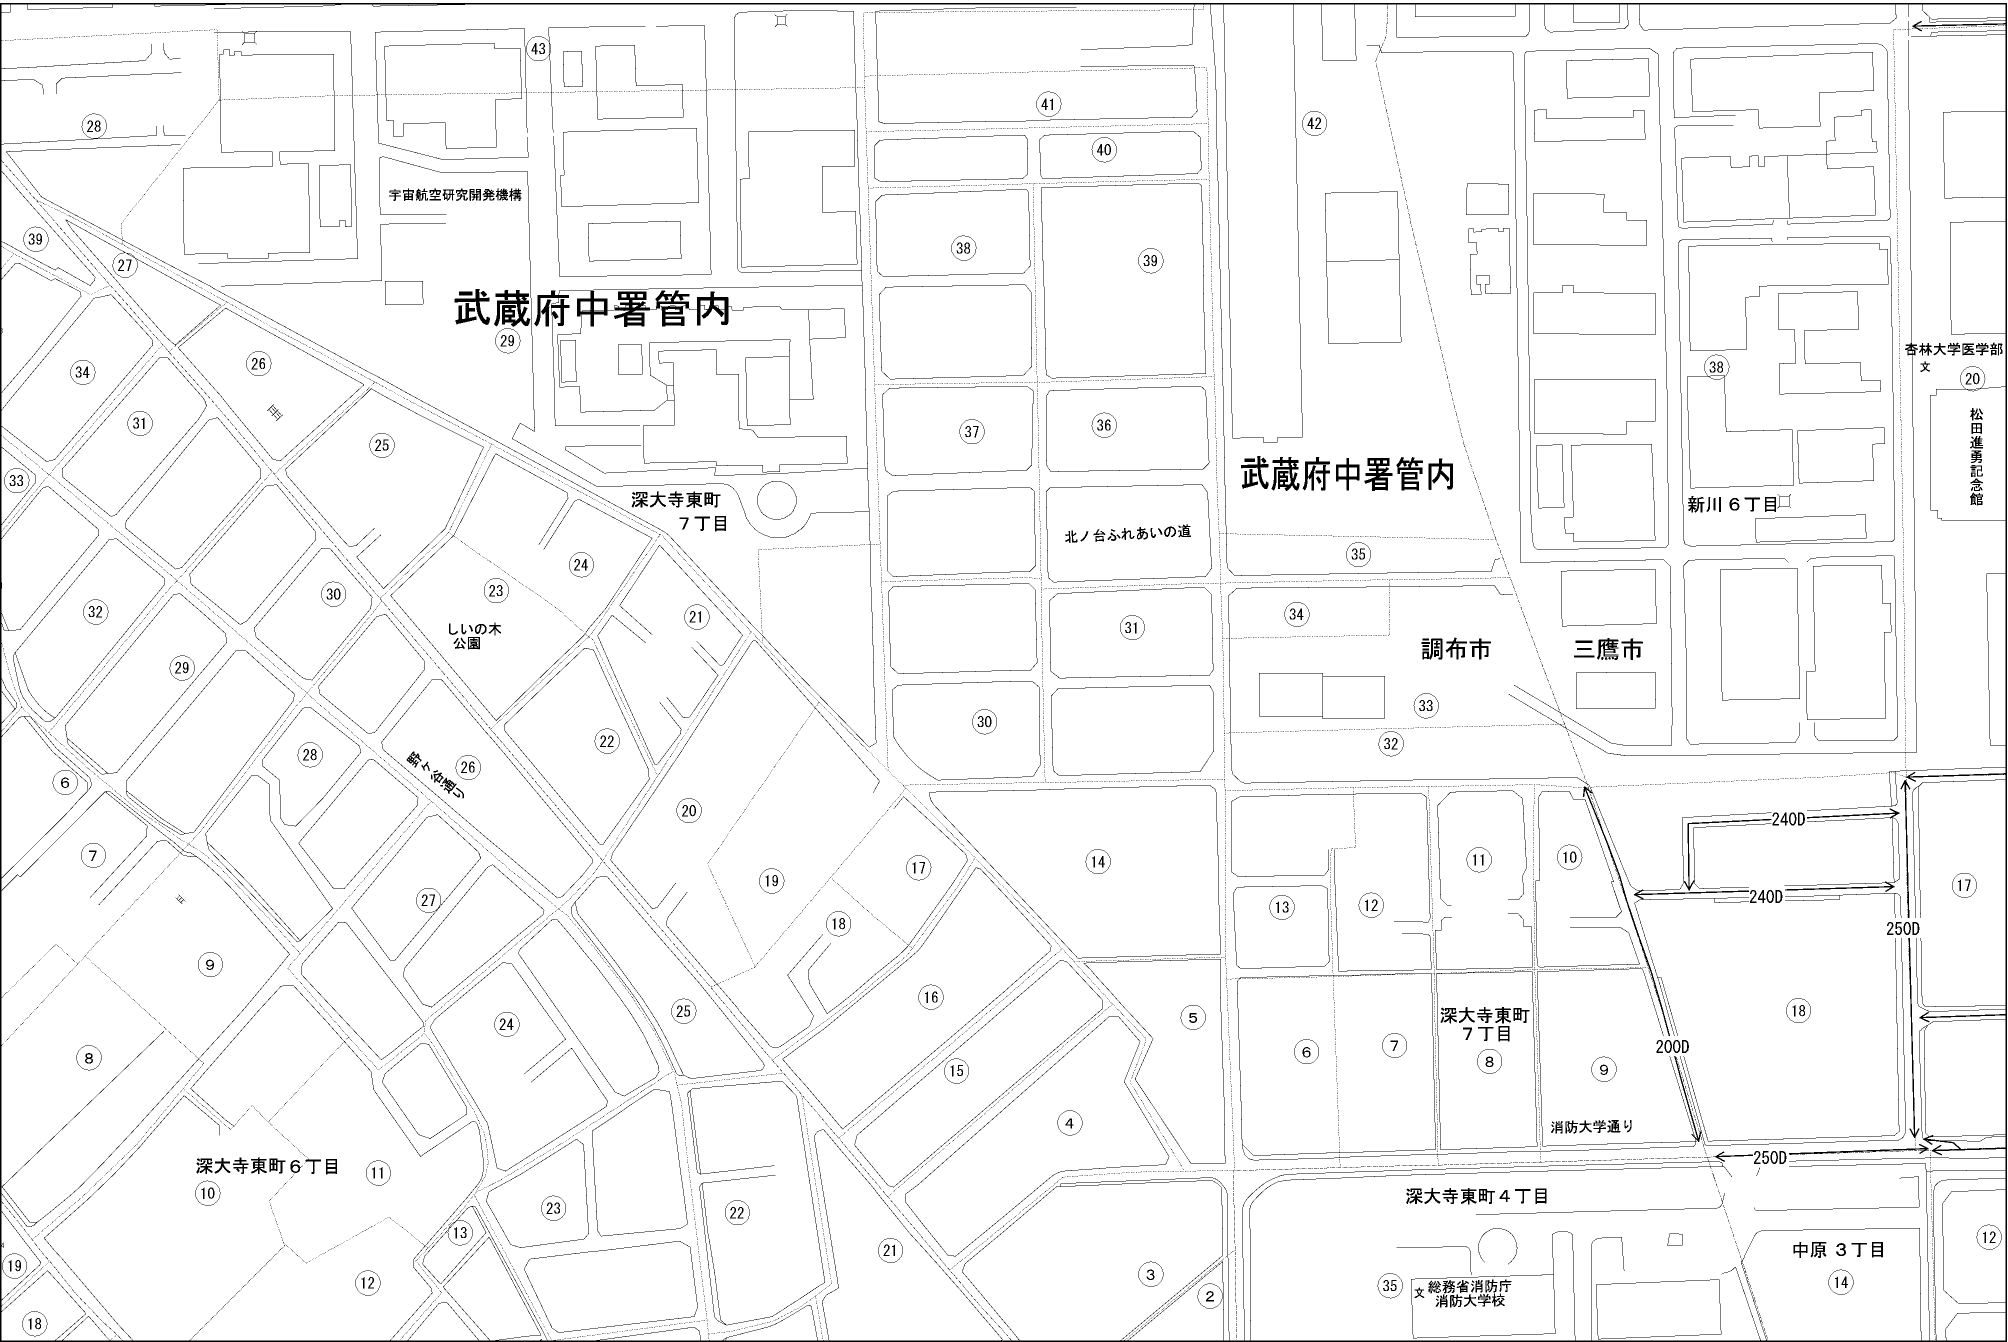 43
41
28
42
40
宇宙航空研究開発機構
39
38
39
27
武蔵府中署管内
29
杏林大学医学部
文
20
26
34
38
松田進勇記念館
31
37
36
25
武蔵府中署管内
33
深大寺東町
7丁目
新川6丁目
北ノ台ふれあいの道
35
24
23
30
32
21
34
しいの木
公園
31
調布市
三鷹市
29
33
30
22
32
28
26
野ヶ谷通り
6
20
240D
7
14
11
10
17
19
17
240D
27
13
12
18
250D
9
16
25
5
18
24
深大寺東町
7丁目
8
6
7
200D
8
15
9
4
消防大学通り
250D
深大寺東町6丁目
11
10
深大寺東町4丁目
23
22
13
21
12
中原3丁目
19
12
3
35
14
文
総務省消防庁
消防大学校
2
18